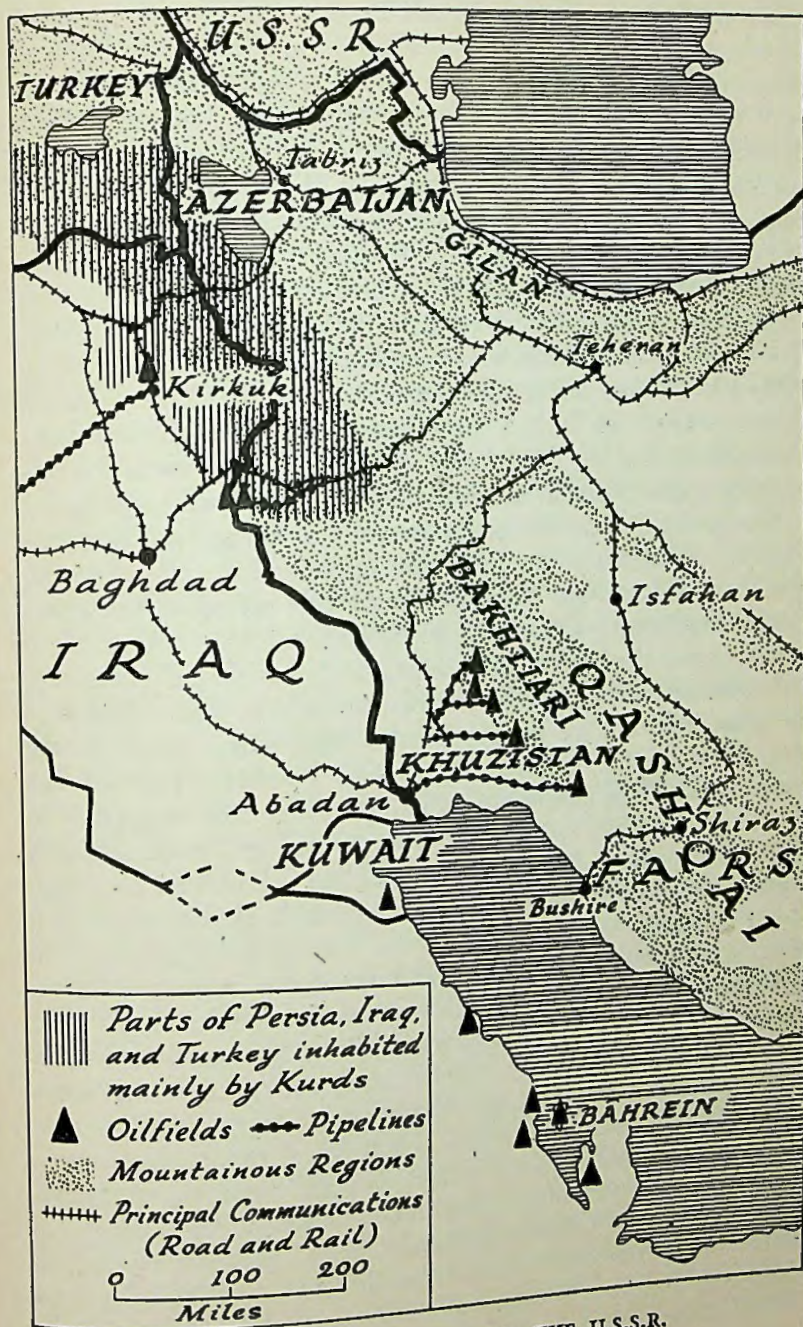 U.S.S.R.
TURKEY
Tabriz
AZERBAIJAN
GILAN
Teheran
Kirkuk
Baghdad
Isfahan
IRAQ
BAKHTIARI
QASHQAI
KHUZISTAN
Abadan
Shiraz
KUWAIT
FARS
Bushire
Parts of Persia, Iraq,
and Turkey inhabited
mainly by Kurds
Oilfields
Pipelines
BAHREIN
Mountainous Regions
Principal Communications
(Road and Rail)
0 100 200
Miles
U.S.S.R.